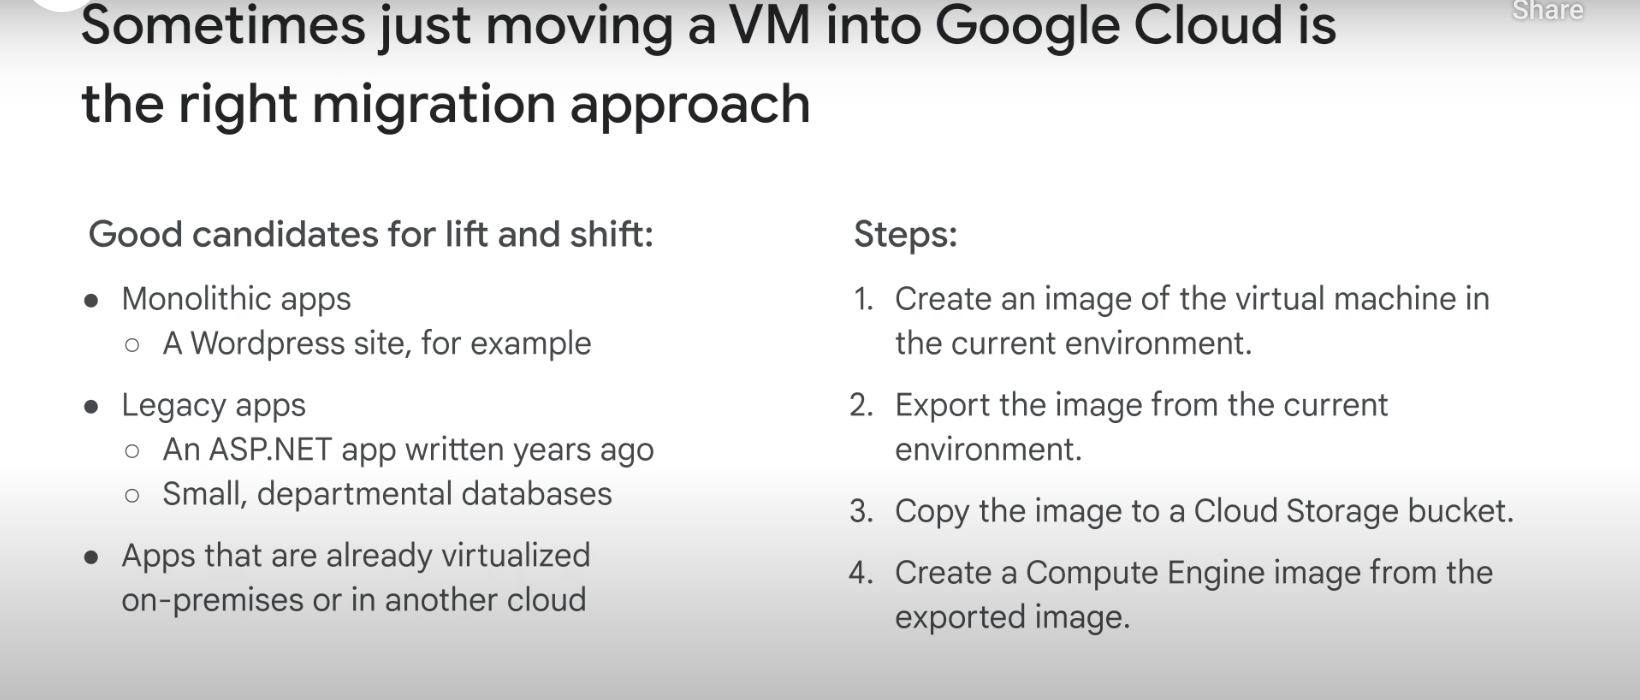 Share
Sometimes just moving a VM into Google Cloud is
the right migration approach
Good candidates for lift and shift:
● Monolithic apps
○ A Wordpress site, for example
● Legacy apps
○ An ASP.NET app written years ago
○ Small, departmental databases
● Apps that are already virtualized
on-premises or in another cloud
Steps:
1. Create an image of the virtual machine in
the current environment.
2. Export the image from the current
environment.
3. Copy the image to a Cloud Storage bucket.
4. Create a Compute Engine image from the
exported image.